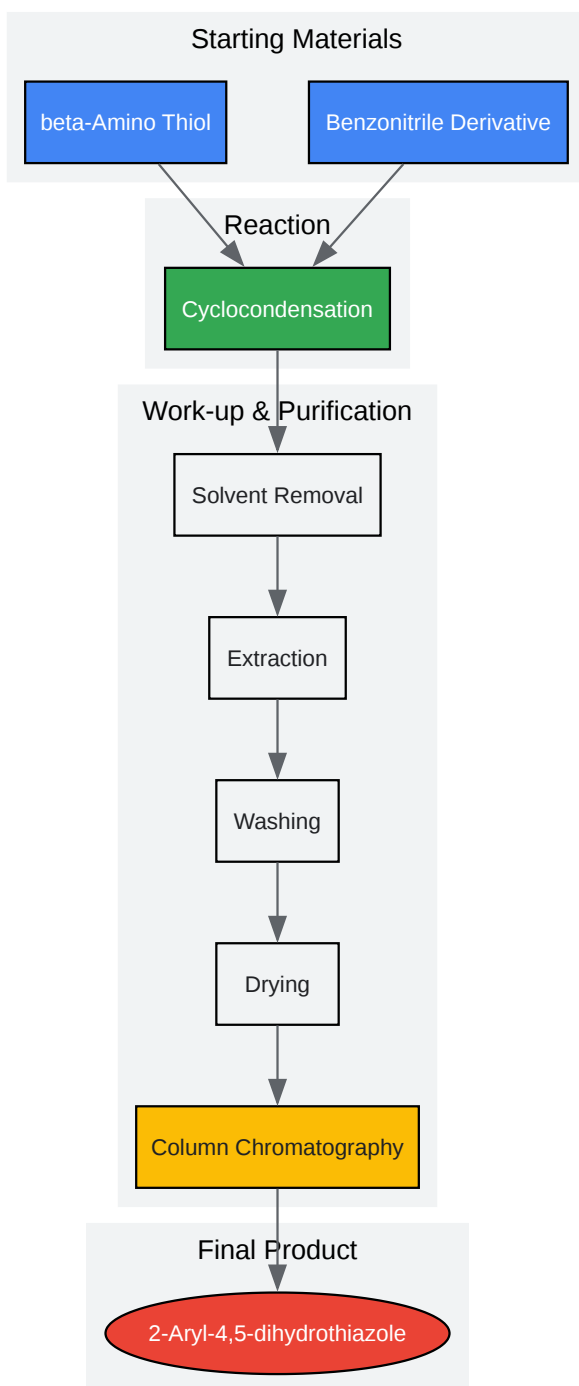 Starting Materials
beta-Amino Thiol
Benzonitrile Derivative
Reaction
Cyclocondensation
Work-up & Purification
Solvent Removal
Extraction
Washing
Drying
Column Chromatography
Final Product
2-Aryl-4,5-dihydrothiazole